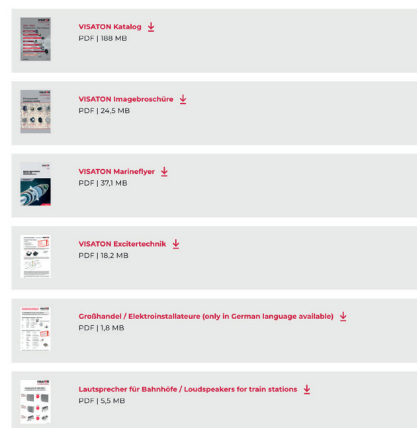 VISATON Katalog
PDF | 188 MB
VISATON Imagebroschüre
PDF | 24,5 MB
VISATON Marineflyer
PDF | 37,1 MB
VISATON Excitertechnik
PDF | 18,2 MB
Großhandel / Elektroinstallateure (only in German language available)
PDF | 1,8 MB
Lautsprecher für Bahnhöfe / Loudspeakers for train stations
PDF | 5,5 MB